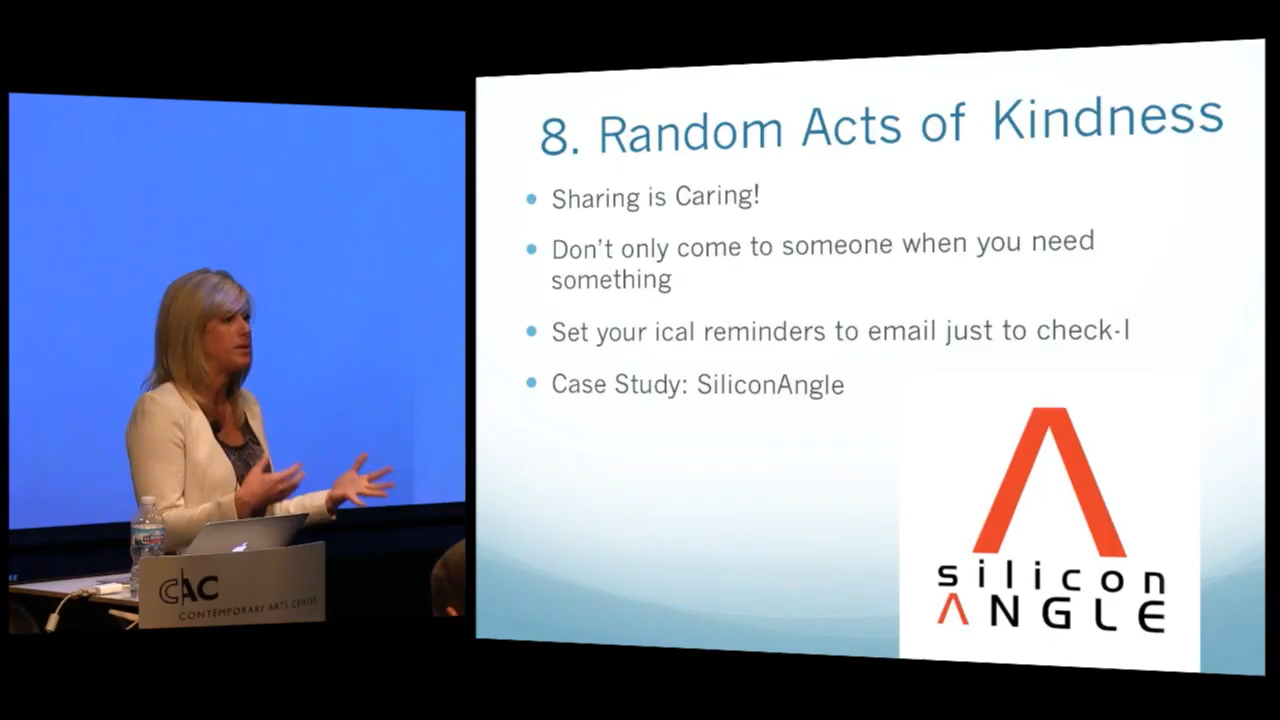 8. Random Acts of Kindness
Sharing is Caring!
Don't only come to someone when you need
something
Set your ical reminders to email just to check-I
Case Study: SiliconAngle
silicon
ANGLE
CAC
CONTEMPORARY ARTS CENTER